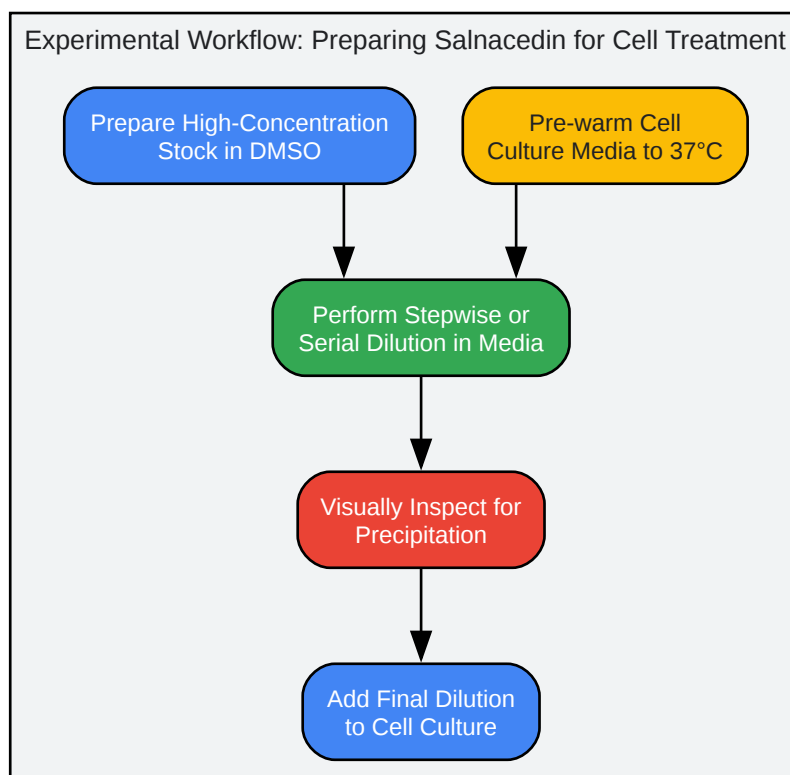 Experimental Workflow: Preparing Salnacedin for Cell Treatment
Prepare High-Concentration
Stock in DMSO
Pre-warm Cell
Culture Media to 37°C
Perform Stepwise or
Serial Dilution in Media
Visually Inspect for
Precipitation
Add Final Dilution
to Cell Culture